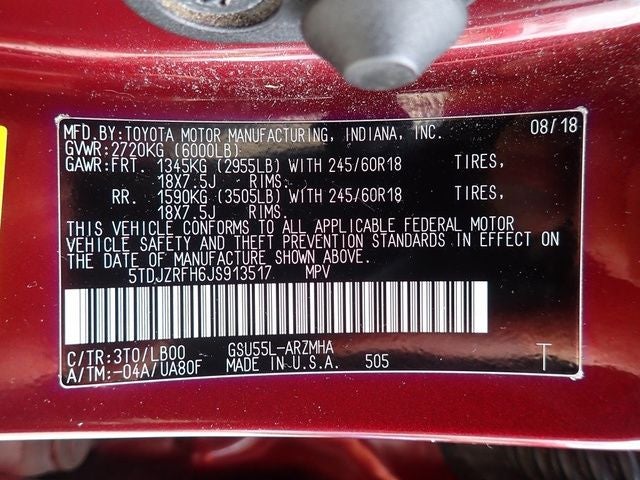 MFD.BY:TOYOTA MOTOR MANUFACTURING, INDIANA, INC. 08/18
GVWR:2720KG (6000LB)
GAWR:FRT. 1345KG (2955LB) WITH 245/60R18 TIRES,
18X7.5J RIMS.
RR. 1590KG (3505LB) WITH 245/60R18 TIRES,
18X7.5J RIMS.
THIS VEHICLE CONFORMS TO ALL APPLICABLE FEDERAL MOTOR
VEHICLE SAFETY AND THEFT PREVENTION STANDARDS IN EFFECT ON
THE DATE OF MANUFACTURE SHOWN ABOVE.
5TDJZRFH6JS913517 MPV
C/TR:3T0/LB00 GSU55L-ARZMHA
A/TM:-04A/UA80F MADE IN U.S.A. 505 T